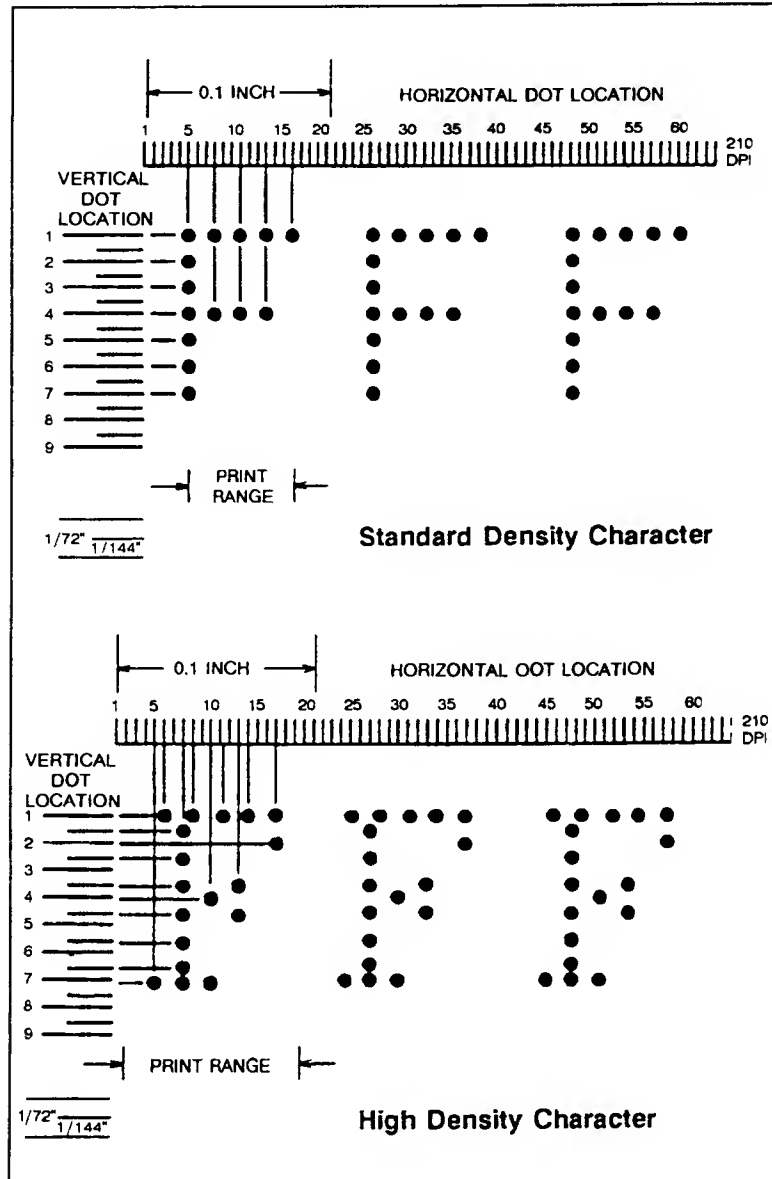 0.1 INCH HORIZONTAL DOT LOCATION
1 5 10 15 20 25 30 35 40 45 50 55 60
210
DPI
VERTICAL
DOT
LOCATION
1
2
3
4
5
6
7
8
9
PRINT
RANGE
1/72" 1/144"
Standard Density Character
0.1 INCH HORIZONTAL OOT LOCATION
1 5 10 15 20 25 30 35 40 45 50 55 60
210
DPI
VERTICAL
DOT
LOCATION
1
2
3
4
5
6
7
8
9
PRINT RANGE
1/72" 1/144"
High Density Character